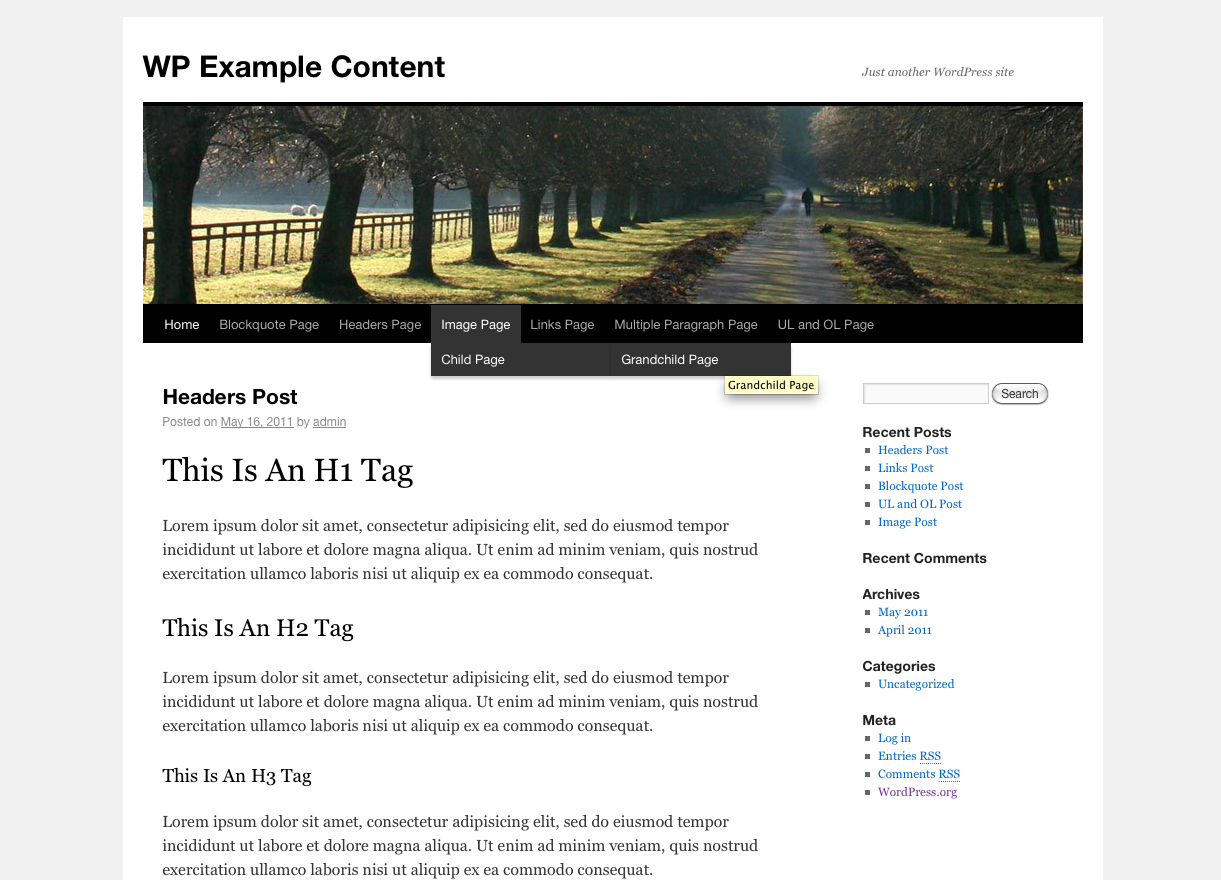 WP Example Content
Just another WordPress site
Home Blockquote Page Headers Page Image Page Links Page Multiple Paragraph Page UL and OL Page
Child Page Grandchild Page
Grandchild Page
Headers Post
Posted on May 16, 2011 by admin
This Is An H1 Tag
Lorem ipsum dolor sit amet, consectetur adipisicing elit, sed do eiusmod tempor
incididunt ut labore et dolore magna aliqua. Ut enim ad minim veniam, quis nostrud
exercitation ullamco laboris nisi ut aliquip ex ea commodo consequat.
This Is An H2 Tag
Lorem ipsum dolor sit amet, consectetur adipisicing elit, sed do eiusmod tempor
incididunt ut labore et dolore magna aliqua. Ut enim ad minim veniam, quis nostrud
exercitation ullamco laboris nisi ut aliquip ex ea commodo consequat.
This Is An H3 Tag
Lorem ipsum dolor sit amet, consectetur adipisicing elit, sed do eiusmod tempor
incididunt ut labore et dolore magna aliqua. Ut enim ad minim veniam, quis nostrud
exercitation ullamco laboris nisi ut aliquip ex ea commodo consequat.
Search
Recent Posts
Headers Post
Links Post
Blockquote Post
UL and OL Post
Image Post
Recent Comments
Archives
May 2011
April 2011
Categories
Uncategorized
Meta
Log in
Entries RSS
Comments RSS
WordPress.org